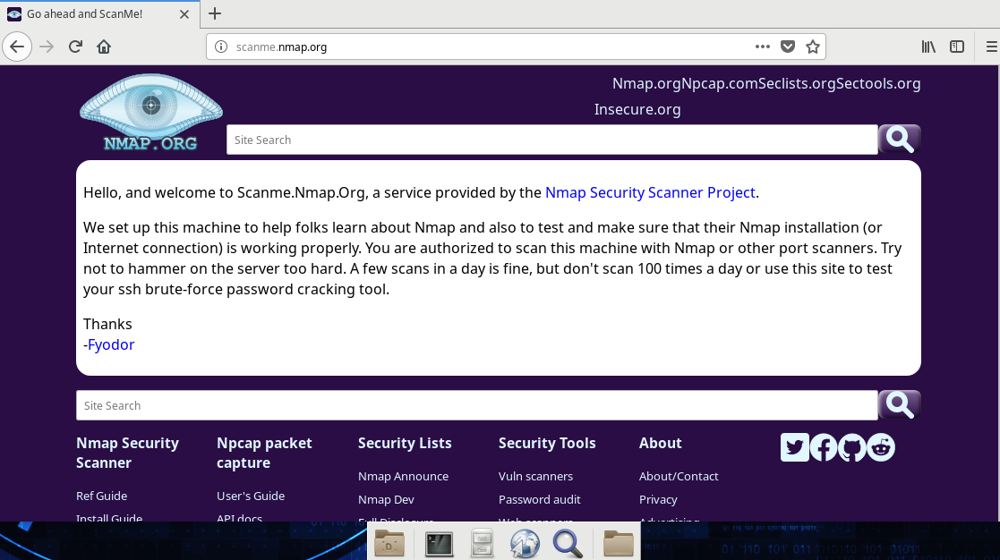 Go ahead and ScanMe!
scanme.nmap.org
Nmap.orgNpcap.comSeclists.orgSectools.org
Insecure.org
NMAP.ORG
Site Search
Hello, and welcome to Scanme.Nmap.Org, a service provided by the Nmap Security Scanner Project.
We set up this machine to help folks learn about Nmap and also to test and make sure that their Nmap installation (or
Internet connection) is working properly. You are authorized to scan this machine with Nmap or other port scanners. Try
not to hammer on the server too hard. A few scans in a day is fine, but don't scan 100 times a day or use this site to test
your ssh brute-force password cracking tool.
Thanks
-Fyodor
Site Search
Nmap Security
Scanner
Ref Guide
Install Guide
Npcap packet
capture
User's Guide
API docs
Security Lists
Nmap Announce
Nmap Dev
Full Disclosure
Security Tools
Vuln scanners
Password audit
Web scanners
About
About/Contact
Privacy
Advertising